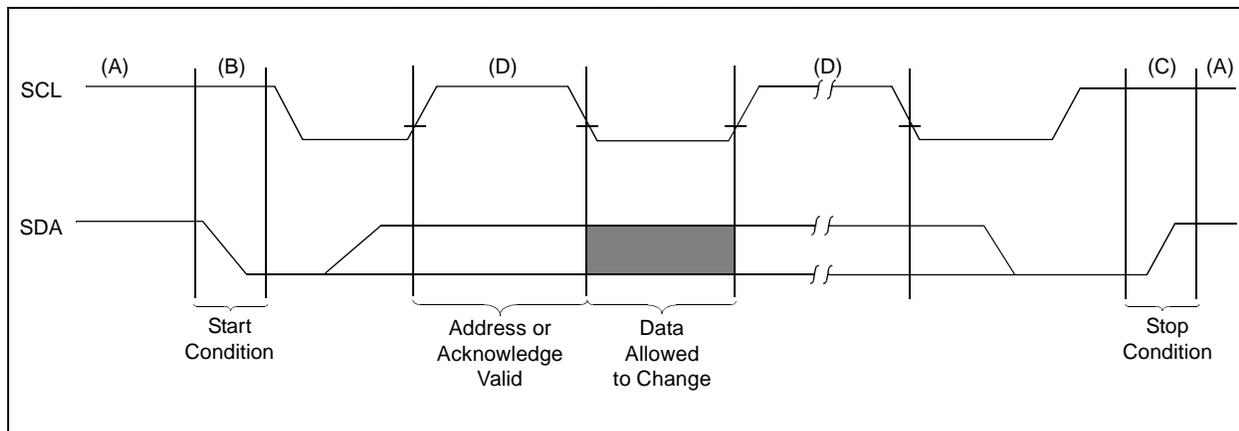 (A)
(B)
(D)
(D)
(C)
(A)
SCL
SDA
Start
Condition
Address or
Acknowledge
Valid
Data
Allowed
to Change
Stop
Condition